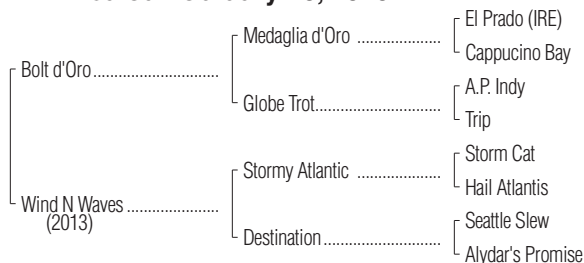 El Prado (IRE)
Medaglia d'Oro
Cappucino Bay
Bolt d'Oro
A.P. Indy
Globe Trot
Trip
Storm Cat
Stormy Atlantic
Hail Atlantis
Wind N Waves
(2013)
Seattle Slew
Destination
Alydar's Promise